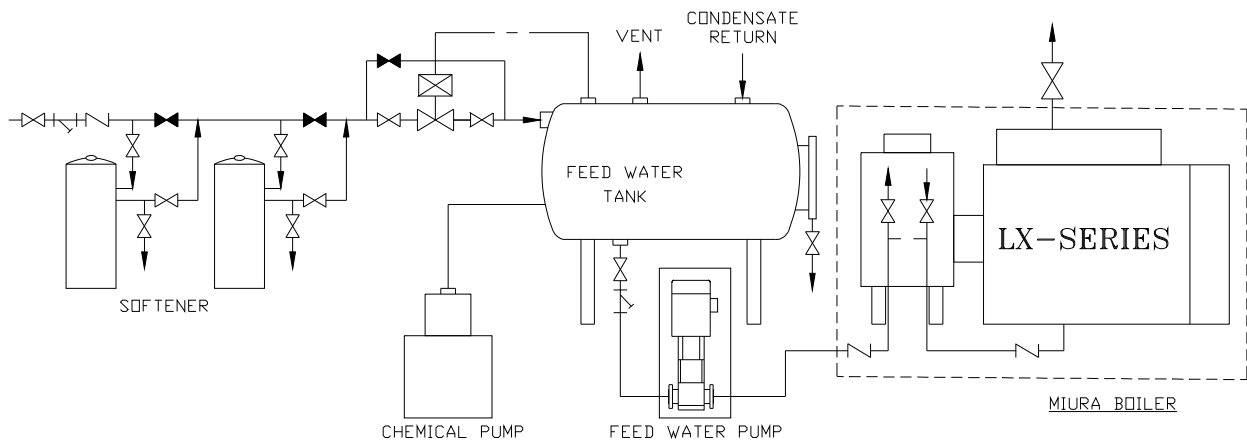 CONDENSATE
RETURN
VENT
FEED WATER
TANK
LX-SERIES
SOFTENER
CHEMICAL PUMP
FEED WATER PUMP
MIURA BOILER